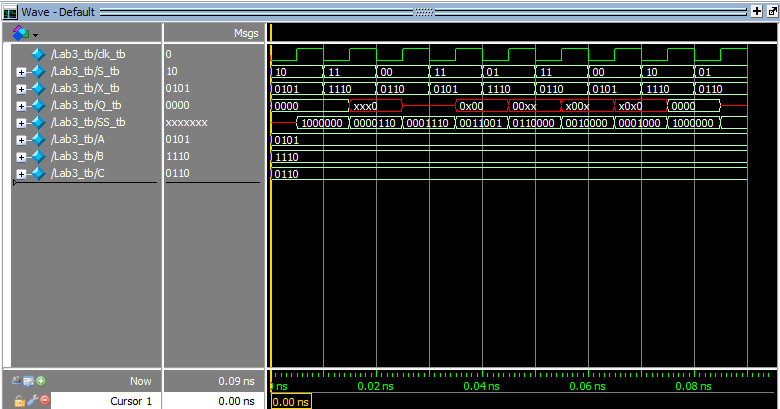 Wave - Default
Msgs
/Lab3_tb/clk_tb 0
/Lab3_tb/S_tb 10 10 11 00 11 01 11 00 10 01
/Lab3_tb/X_tb 0101 0101 1110 0110 0101 1110 0110 0101 1110 0110
/Lab3_tb/Q_tb 0000 0000 xxx0 0x00 00xx x00x x0x0 0000
/Lab3_tb/SS_tb xxxxxxx 1000000 0000110 0001110 0011001 0110000 0010000 0001000 1000000
/Lab3_tb/A 0101 0101
/Lab3_tb/B 1110 1110
/Lab3_tb/C 0110 0110
Now 0.09 ns ns 0.02 ns 0.04 ns 0.06 ns 0.08 ns
Cursor 1 0.00 ns 0.00 ns